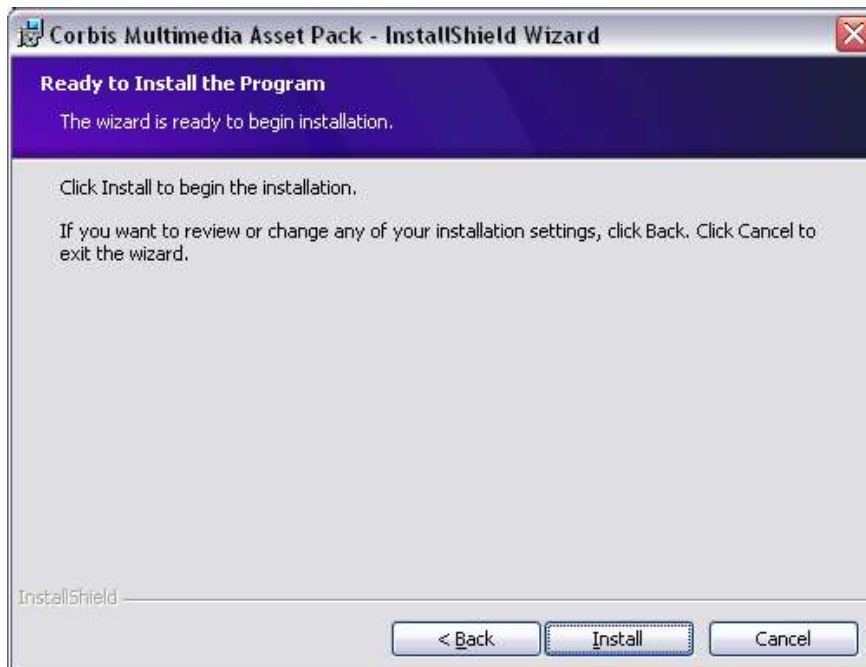 Corbis Multimedia Asset Pack - InstallShield Wizard
Ready to Install the Program
The wizard is ready to begin installation.
Click Install to begin the installation.
If you want to review or change any of your installation settings, click Back. Click Cancel to
exit the wizard.
InstallShield
< Back
Install
Cancel